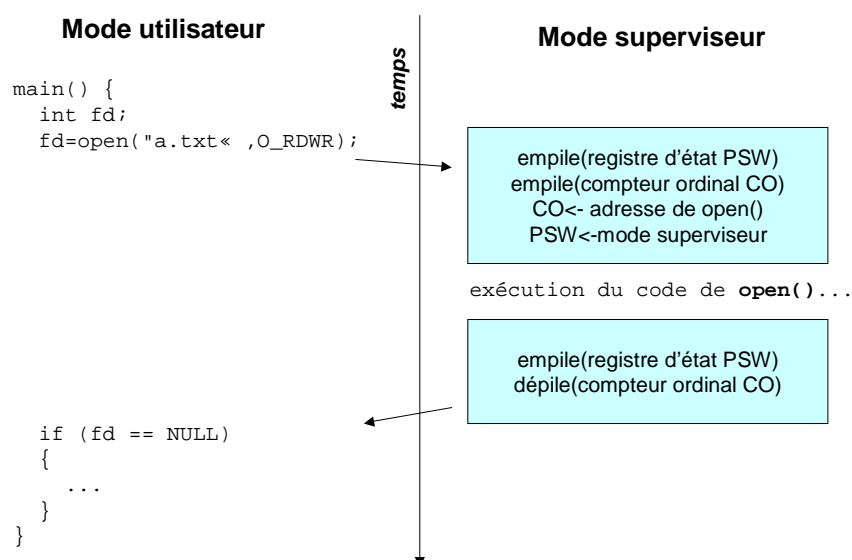 Mode utilisateur
Mode superviseur
temps
main() {
int fd;
fd=open("a.txt« ,O_RDWR);
empile(registre d'état PSW)
empile(compteur ordinal CO)
CO<- adresse de open()
PSW<-mode superviseur
exécution du code de open()...
empile(registre d'état PSW)
dépile(compteur ordinal CO)
if (fd == NULL)
{
...
}
}